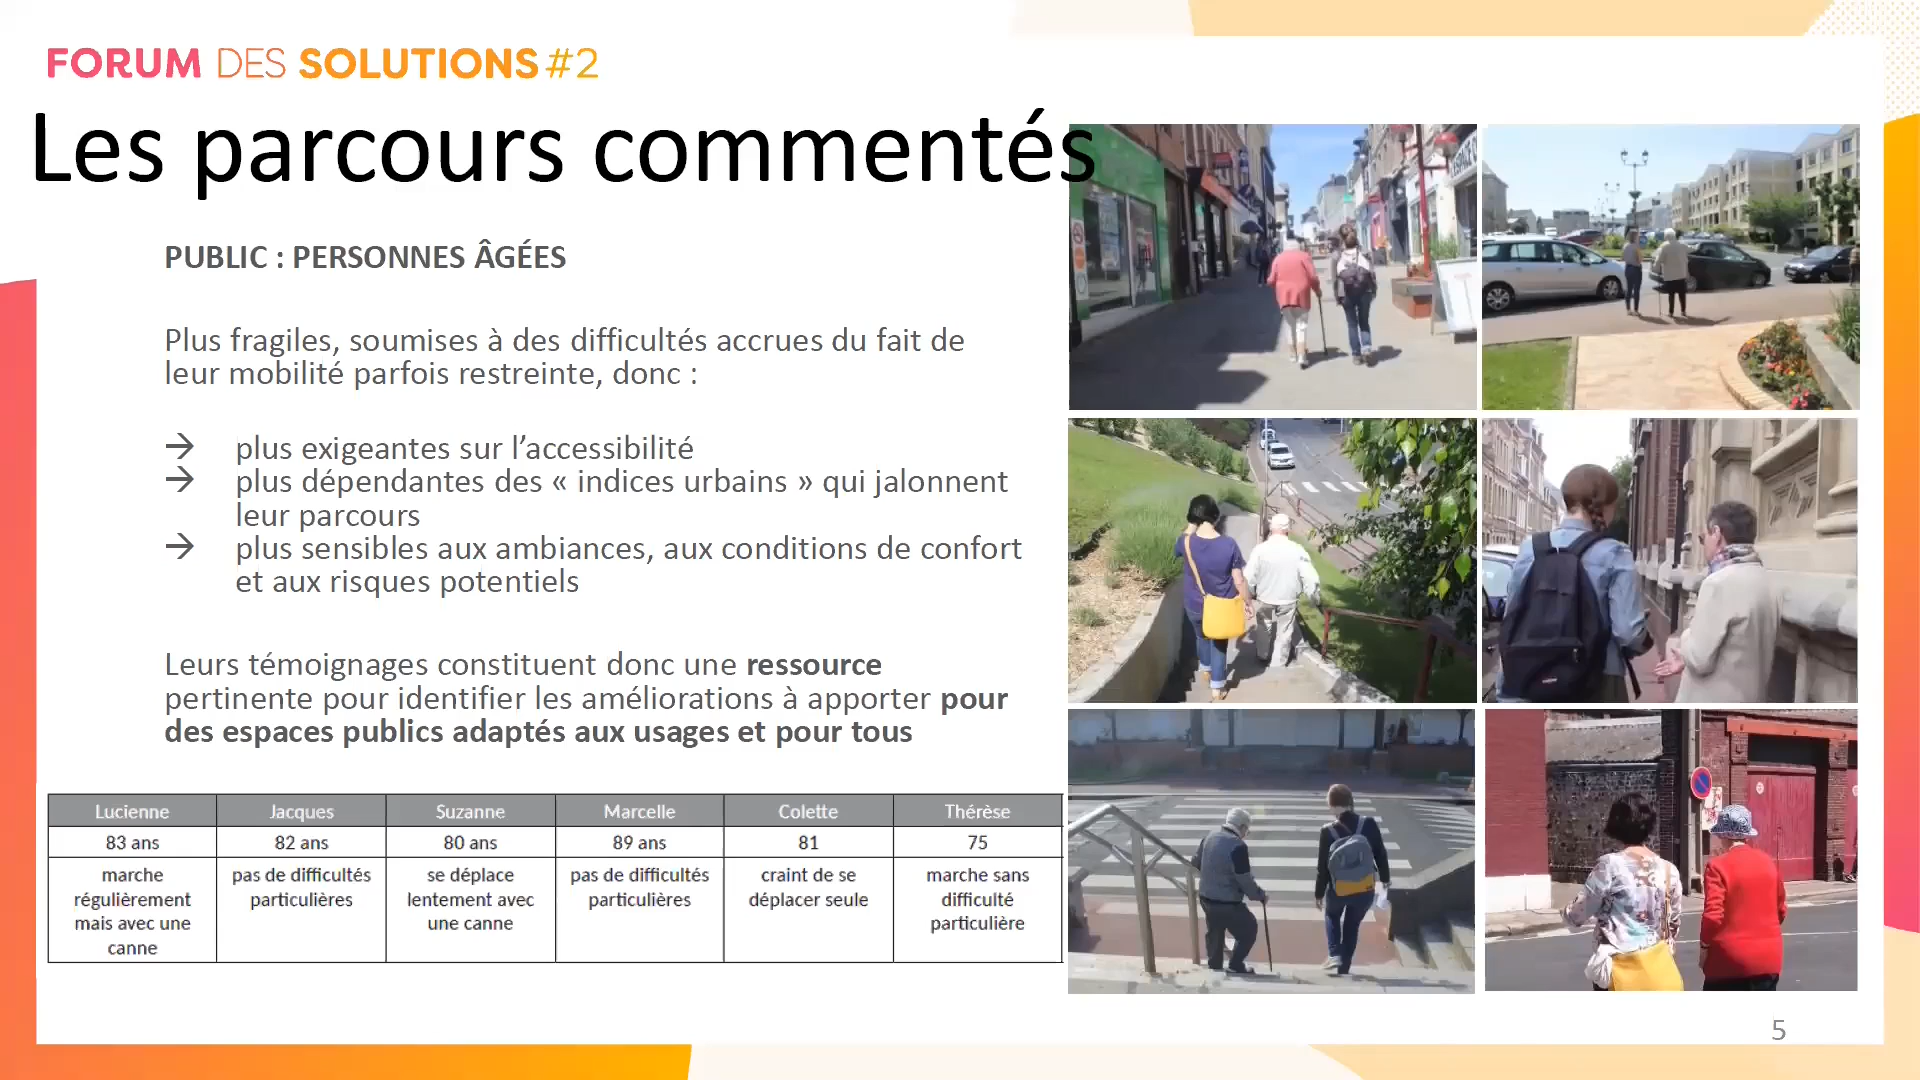 FORUM DES SOLUTIONS #2
Les parcours commentés
PUBLIC : PERSONNES ÂGÉES
Plus fragiles, soumises à des difficultés accrues du fait de
leur mobilité parfois restreinte, donc :
→ plus exigeantes sur l’accessibilité
→ plus dépendantes des « indices urbains » qui jalonnent
leur parcours
→ plus sensibles aux ambiances, aux conditions de confort
et aux risques potentiels
Leurs témoignages constituent donc une ressource
pertinente pour identifier les améliorations à apporter pour
des espaces publics adaptés aux usages et pour tous
Lucienne Jacques Suzanne Marcelle Colette Thérèse
83 ans 82 ans 80 ans 89 ans 81 75
marche pas de difficultés se déplace pas de difficultés craint de se marche sans
régulièrement particulières lentement avec particulières déplacer seule difficulté
mais avec une une canne particulière
canne
5